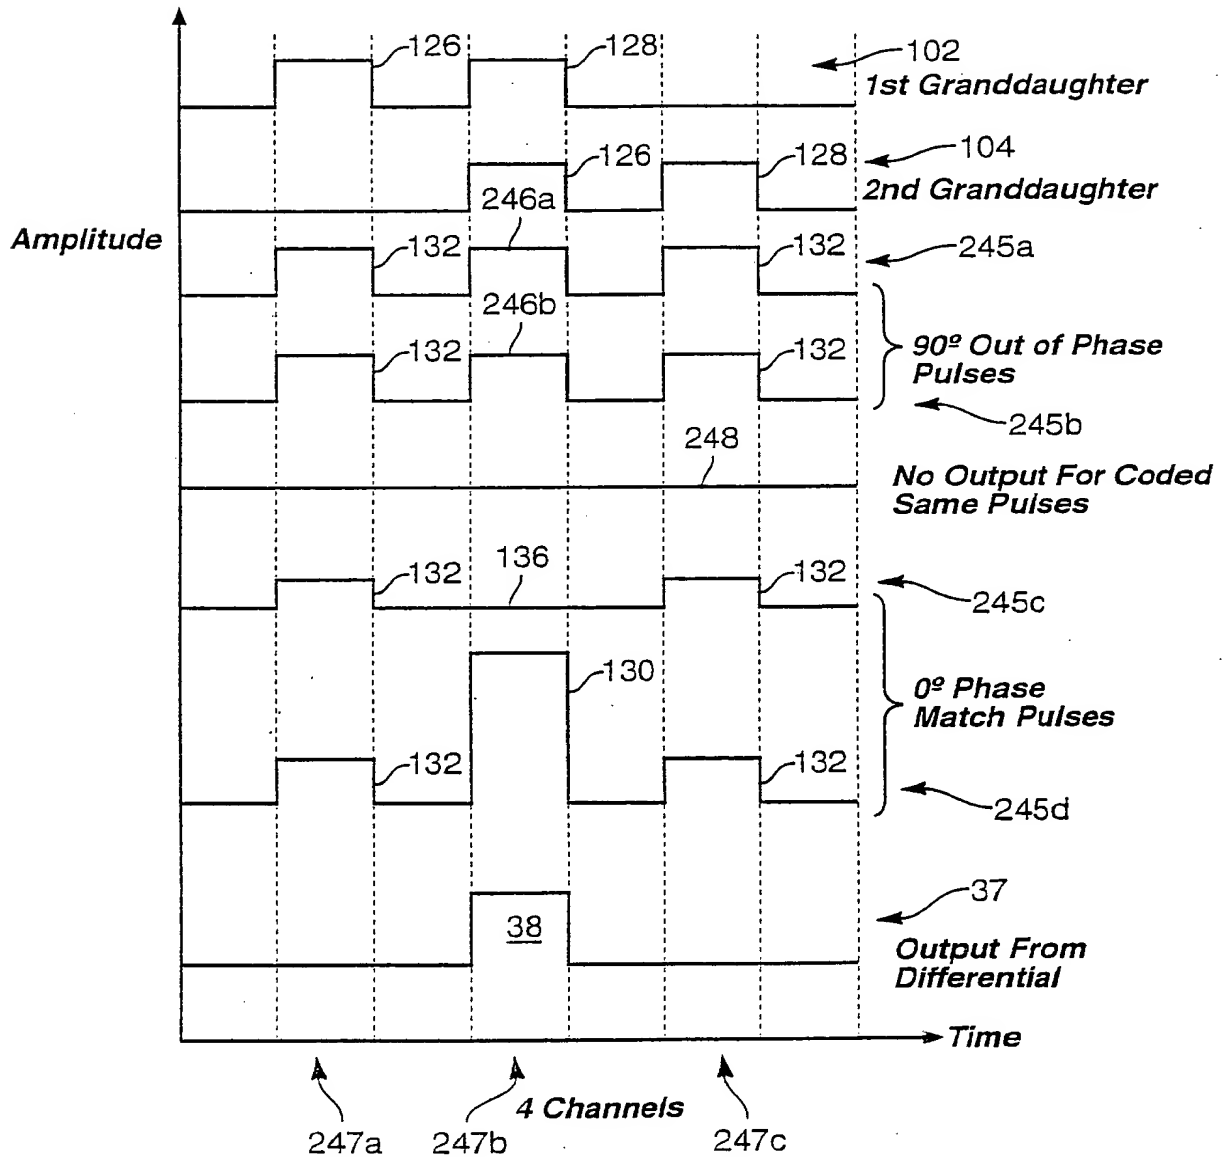 126
128
102
1st Granddaughter
126
128
104
2nd Granddaughter
246a
Amplitude
132
132
245a
246b
132
132
90º Out of Phase
Pulses
245b
248
No Output For Coded
Same Pulses
136
132
132
245c
130
0º Phase
Match Pulses
132
132
245d
37
38
Output From
Differential
Time
4 Channels
247a
247b
247c